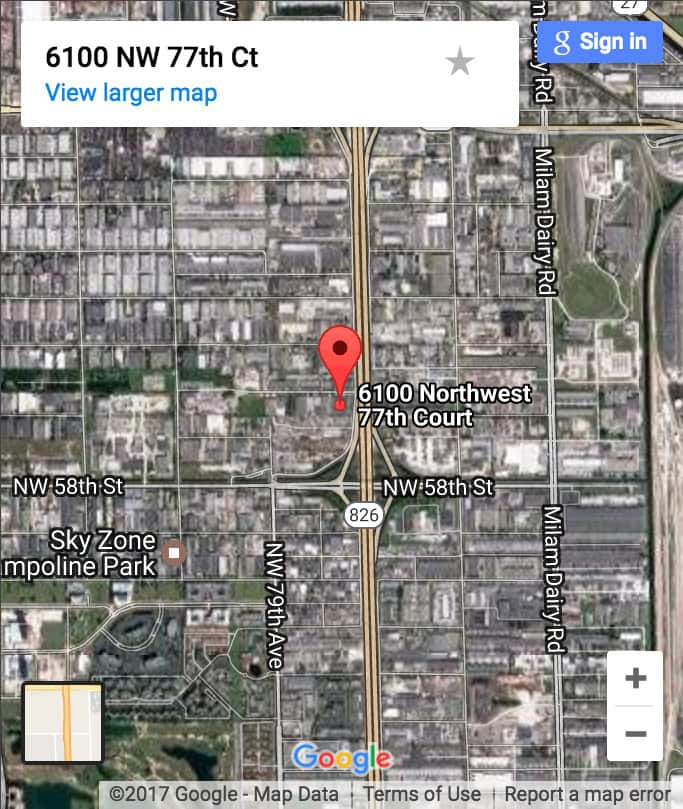 27
6100 NW 77th Ct
View larger map
g Sign in
Milam Dairy Rd
6100 Northwest
77th Court
NW 58th St
NW 58th St
826
Sky Zone
mpoline Park
NW 79th Ave
Milam Dairy Rd
+
−
Google
©2017 Google - Map Data
Terms of Use
Report a map error